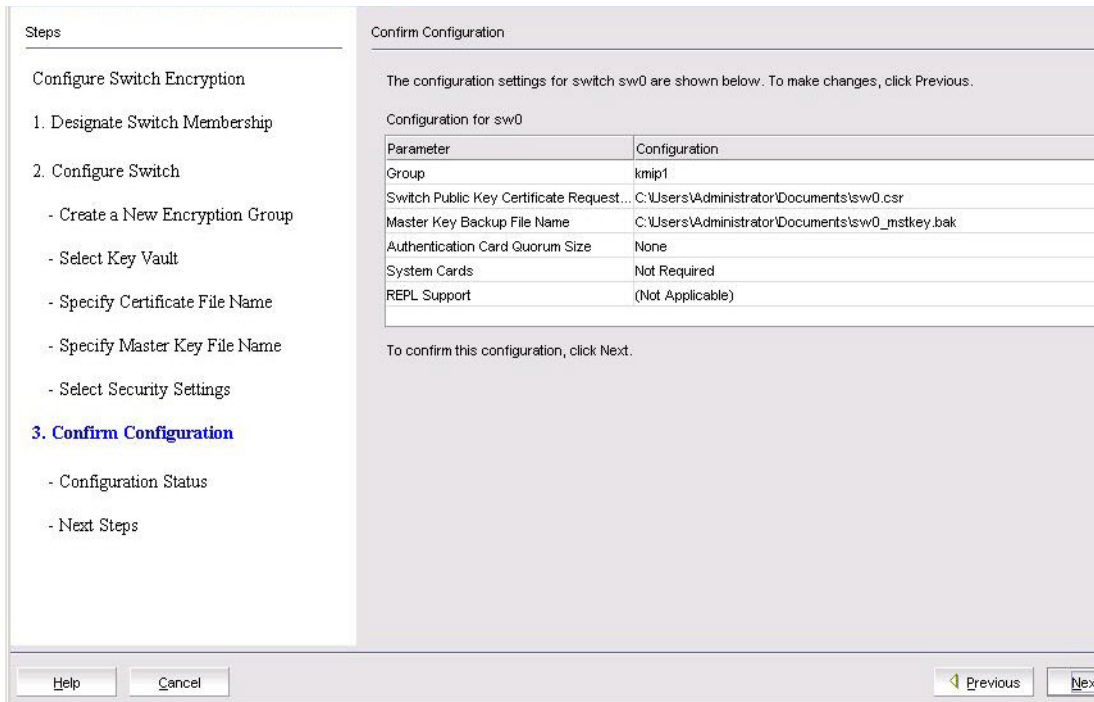 Steps
Configure Switch Encryption
1. Designate Switch Membership
2. Configure Switch
- Create a New Encryption Group
- Select Key Vault
- Specify Certificate File Name
- Specify Master Key File Name
- Select Security Settings
3. Confirm Configuration
- Configuration Status
- Next Steps
Confirm Configuration
The configuration settings for switch sw0 are shown below. To make changes, click Previous.
Configuration for sw0
Parameter Configuration
Group kmip1
Switch Public Key Certificate Request... C:\Users\Administrator\Documents\sw0.csr
Master Key Backup File Name C:\Users\Administrator\Documents\sw0_mstkey.bak
Authentication Card Quorum Size None
System Cards Not Required
REPL Support (Not Applicable)
To confirm this configuration, click Next.
Help Cancel Previous Nex